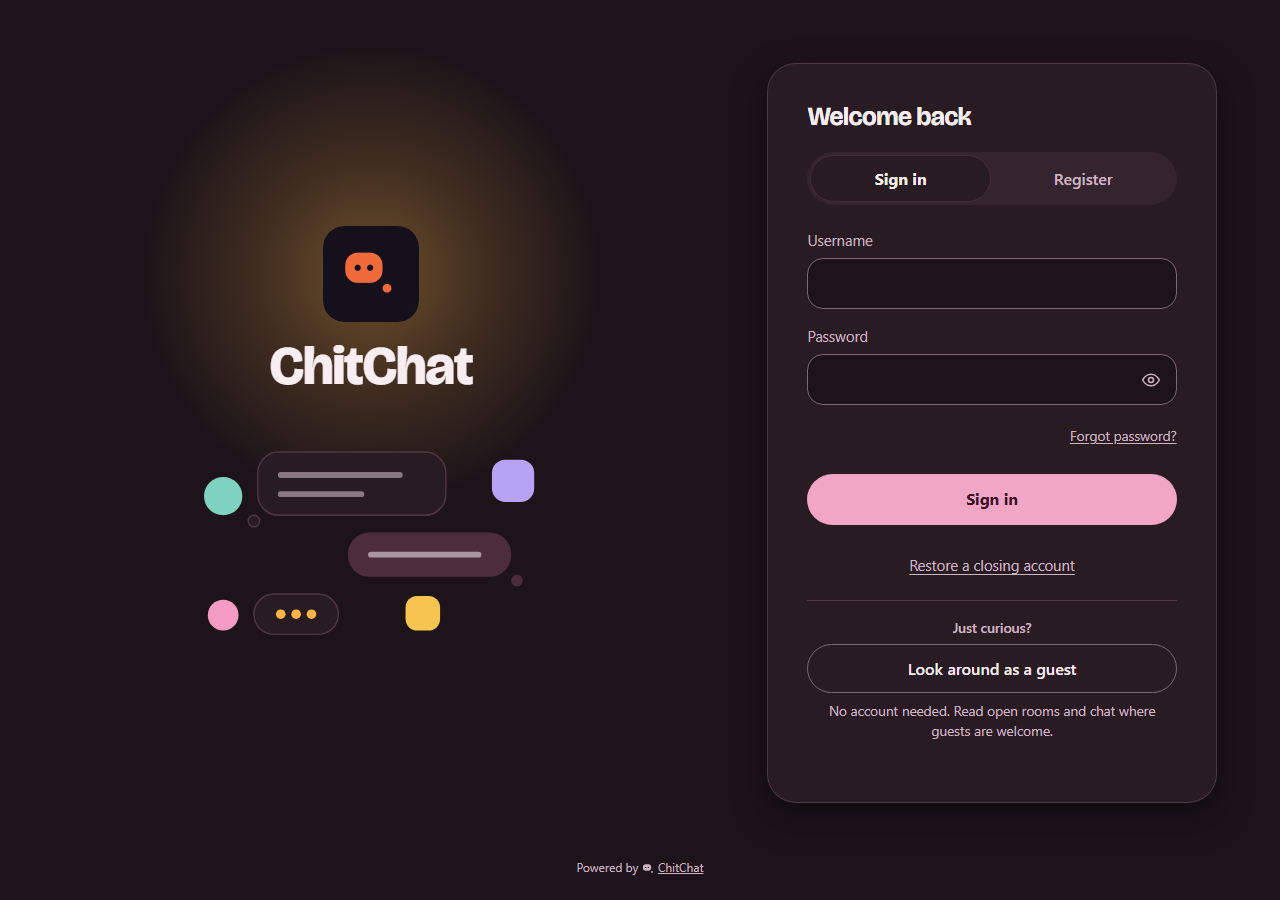 ChitChat
Welcome back
Sign in
Register
Username
Password
Forgot password?
Sign in
Restore a closing account
Just curious?
Look around as a guest
No account needed. Read open rooms and chat where
guests are welcome.
Powered by ChitChat